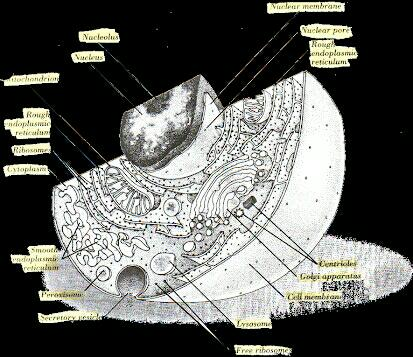 Nuclear membrane
Nucleolus
Nuclear pore
Nucleus
Rough
endoplasmic
reticulum
Mitochondrion
Rough
endoplasmic
reticulum
Ribosomes
Cytoplasm
Smooth
endoplasmic
reticulum
Peroxisome
Secretory vesicle
Centrioles
Golgi apparatus
Cell membrane
Lysosome
Free ribosome